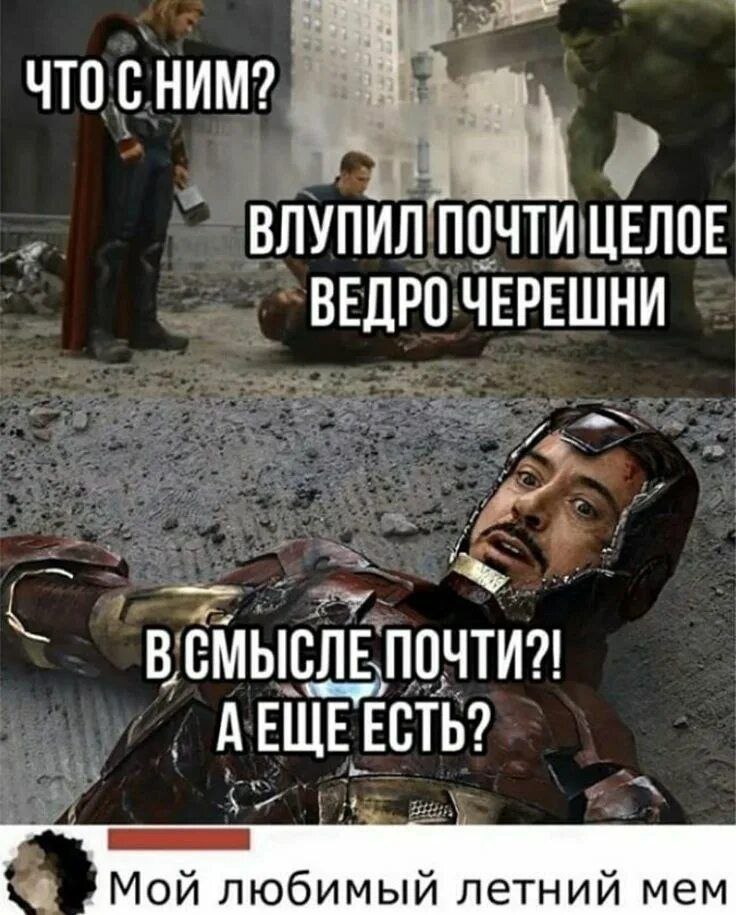 ЧТО С НИМ?
ВЛУПИЛ ПОЧТИ ЦЕЛОЕ
ВЕДРО ЧЕРЕШНИ
В СМЫСЛЕ ПОЧТИ?!
А ЕЩЕ ЕСТЬ?
Мой любимый летний мем